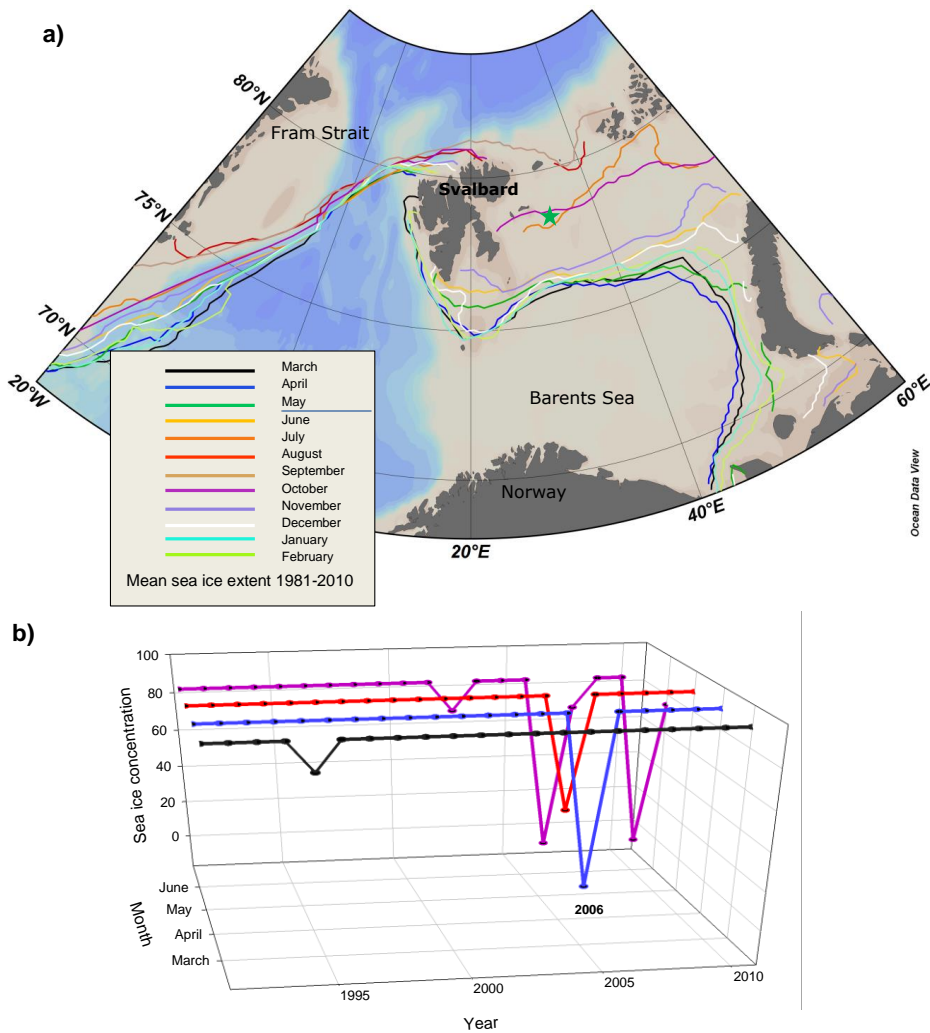 a)
80°N
Fram Strait
Svalbard
75°N
70°N
20°W
60°E
Barents Sea
Norway
40°E
20°E
Ocean Data View
March
April
May
June
July
August
September
October
November
December
January
February
Mean sea ice extent 1981-2010
b)
100
80
60
40
20
0
Sea ice concentration
June
May
April
March
Month
2006
1995
2000
2005
2010
Year